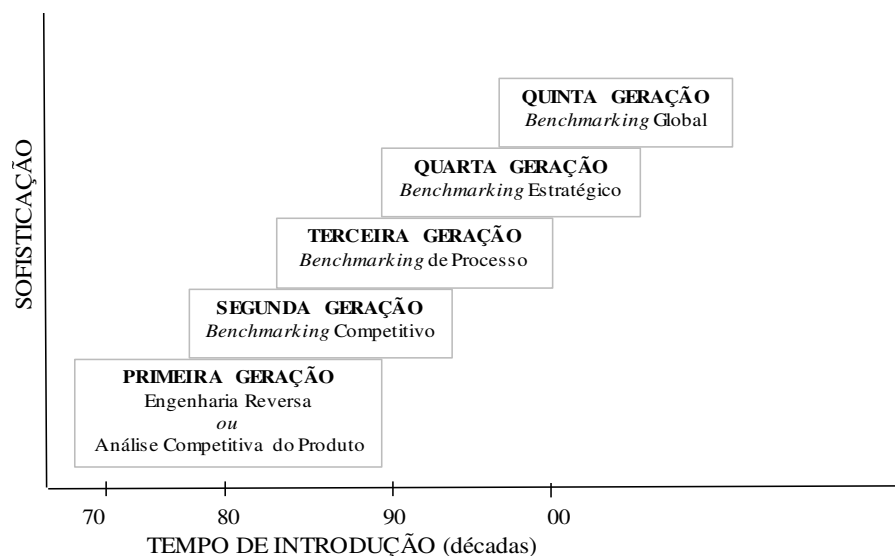 SOFISTICAÇÃO
QUINTA GERAÇÃO
Benchmarking Global
QUARTA GERAÇÃO
Benchmarking Estratégico
TERCEIRA GERAÇÃO
Benchmarking de Processo
SEGUNDA GERAÇÃO
Benchmarking Competitivo
PRIMEIRA GERAÇÃO
Engenharia Reversa
ou
Análise Competitiva do Produto
70 80 90 00
TEMPO DE INTRODUÇÃO (décadas)